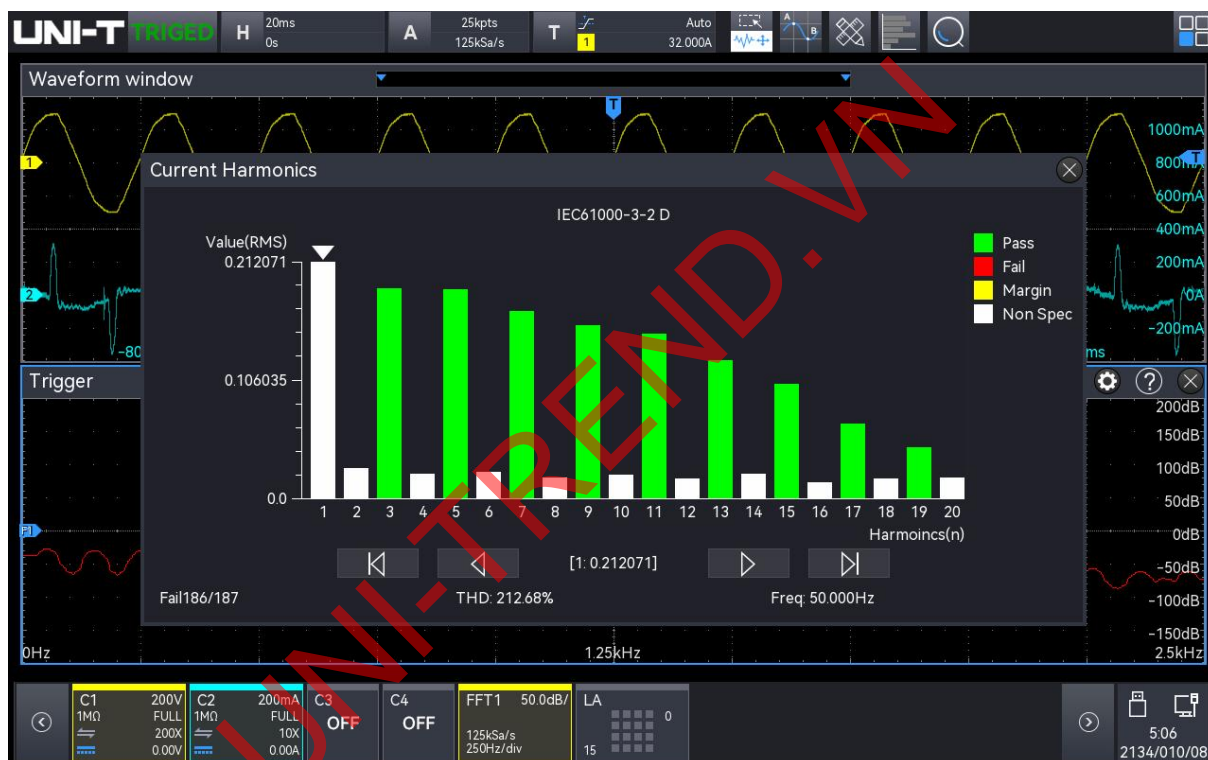 UNI-T TRIGED H 20ms 0s A 25kpts 125kSa/s T 1 Auto 32.000A A B
Waveform window
T
1
1000mA
800mA
600mA
400mA
200mA
0A
-200mA
2
-80
ms
T
Current Harmonics
IEC61000-3-2 D
Value(RMS)
0.212071
0.106035
0.0
Pass
Fail
Margin
Non Spec
1 2 3 4 5 6 7 8 9 10 11 12 13 14 15 16 17 18 19 20
Harmoincs(n)
[1: 0.212071]
Fail186/187 THD: 212.68% Freq: 50.000Hz
Trigger
?
200dB
150dB
100dB
50dB
0dB
-50dB
-100dB
-150dB
F1
0Hz 1.25kHz 2.5kHz
C1 200V
1MΩ FULL
200X
0.00V
C2 200mA
1MΩ FULL
10X
0.00A
C3
OFF
C4
OFF
FFT1 50.0dB/
125kSa/s
250Hz/div
LA
0
15
5:06
2134/010/08
UNI-TREND.VN